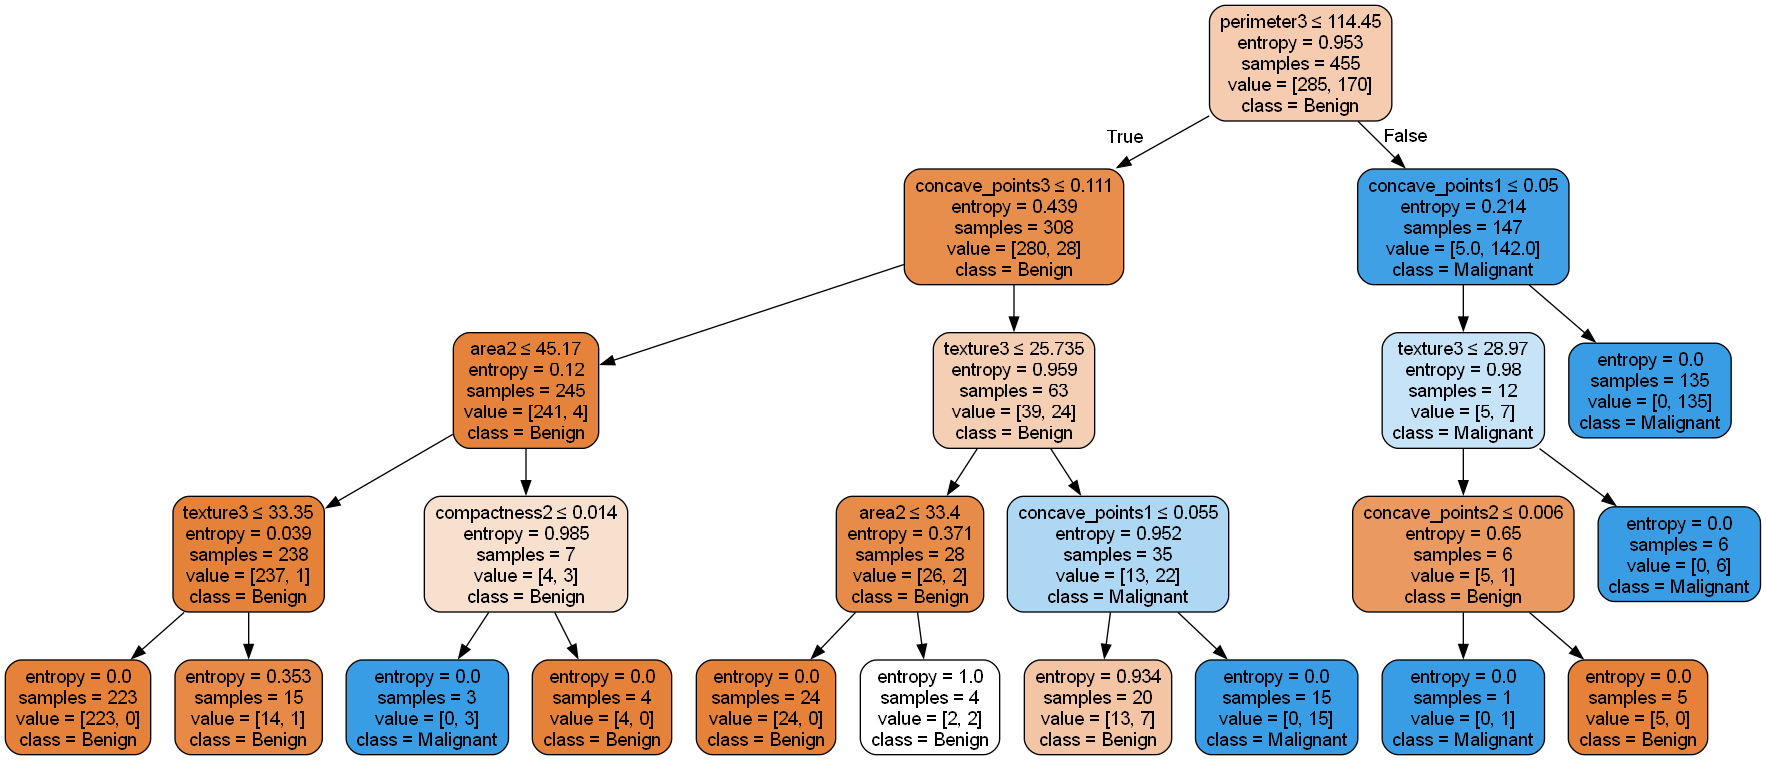 perimeter3 ≤ 114.45
entropy = 0.953
samples = 455
value = [285, 170]
class = Benign
True
False
concave_points3 ≤ 0.111
entropy = 0.439
samples = 308
value = [280, 28]
class = Benign
concave_points1 ≤ 0.05
entropy = 0.214
samples = 147
value = [5.0, 142.0]
class = Malignant
area2 ≤ 45.17
entropy = 0.12
samples = 245
value = [241, 4]
class = Benign
texture3 ≤ 25.735
entropy = 0.959
samples = 63
value = [39, 24]
class = Benign
texture3 ≤ 28.97
entropy = 0.98
samples = 12
value = [5, 7]
class = Malignant
entropy = 0.0
samples = 135
value = [0, 135]
class = Malignant
texture3 ≤ 33.35
entropy = 0.039
samples = 238
value = [237, 1]
class = Benign
compactness2 ≤ 0.014
entropy = 0.985
samples = 7
value = [4, 3]
class = Benign
area2 ≤ 33.4
entropy = 0.371
samples = 28
value = [26, 2]
class = Benign
concave_points1 ≤ 0.055
entropy = 0.952
samples = 35
value = [13, 22]
class = Malignant
concave_points2 ≤ 0.006
entropy = 0.65
samples = 6
value = [5, 1]
class = Benign
entropy = 0.0
samples = 6
value = [0, 6]
class = Malignant
entropy = 0.0
samples = 223
value = [223, 0]
class = Benign
entropy = 0.353
samples = 15
value = [14, 1]
class = Benign
entropy = 0.0
samples = 3
value = [0, 3]
class = Malignant
entropy = 0.0
samples = 4
value = [4, 0]
class = Benign
entropy = 0.0
samples = 24
value = [24, 0]
class = Benign
entropy = 1.0
samples = 4
value = [2, 2]
class = Benign
entropy = 0.934
samples = 20
value = [13, 7]
class = Benign
entropy = 0.0
samples = 15
value = [0, 15]
class = Malignant
entropy = 0.0
samples = 1
value = [0, 1]
class = Malignant
entropy = 0.0
samples = 5
value = [5, 0]
class = Benign